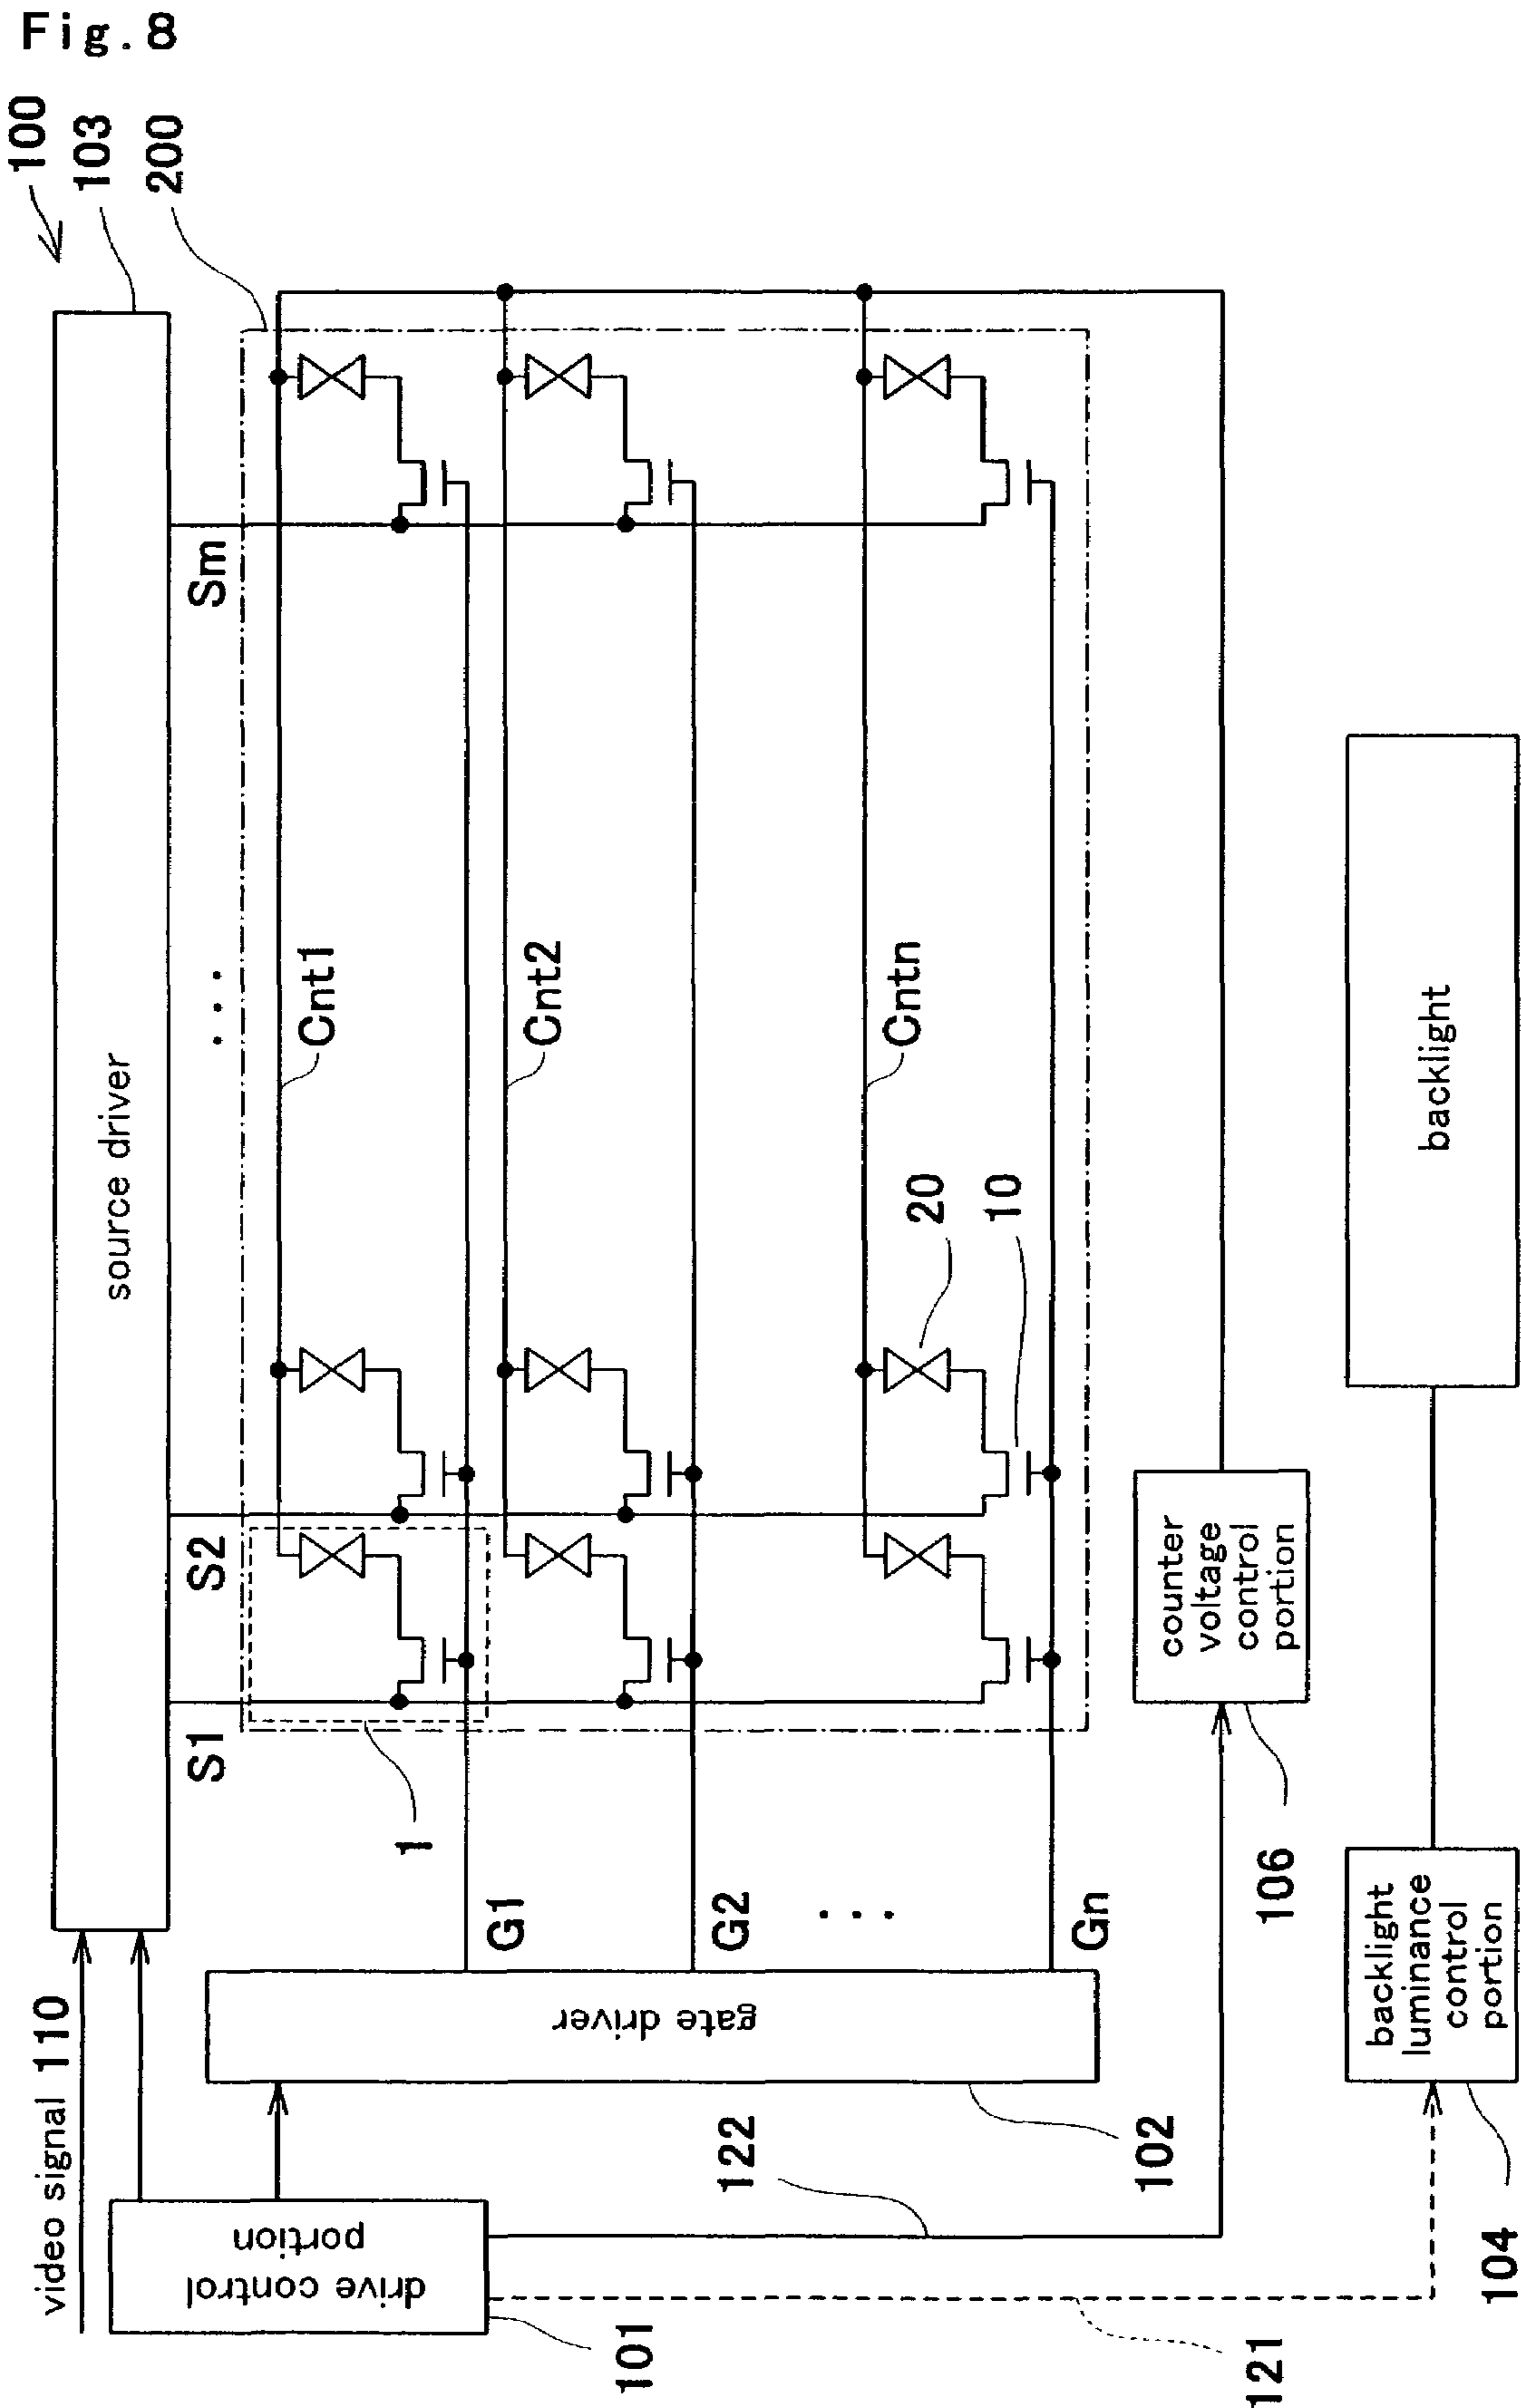 Fig.8
100
103
200
source driver
video signal 110
S1
S2
...
Sm
Cnt1
Cnt2
Cntn
20
10
1
G1
G2
...
Gn
gate driver
102
drive control
portion
101
122
121
counter
voltage
control
portion
106
backlight
luminance
control
portion
104
backlight